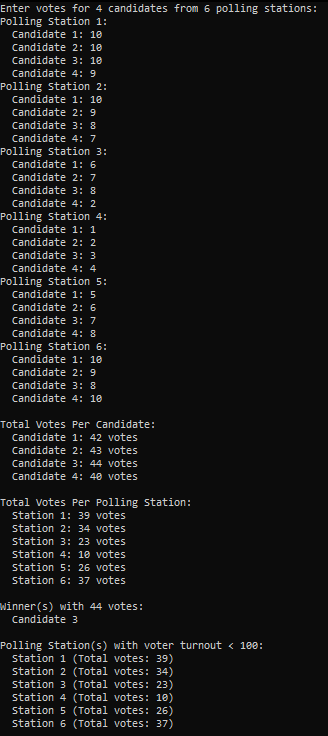 Enter votes for 4 candidates from 6 polling stations:
Polling Station 1:
  Candidate 1: 10
  Candidate 2: 10
  Candidate 3: 10
  Candidate 4: 9
Polling Station 2:
  Candidate 1: 10
  Candidate 2: 9
  Candidate 3: 8
  Candidate 4: 7
Polling Station 3:
  Candidate 1: 6
  Candidate 2: 7
  Candidate 3: 8
  Candidate 4: 2
Polling Station 4:
  Candidate 1: 1
  Candidate 2: 2
  Candidate 3: 3
  Candidate 4: 4
Polling Station 5:
  Candidate 1: 5
  Candidate 2: 6
  Candidate 3: 7
  Candidate 4: 8
Polling Station 6:
  Candidate 1: 10
  Candidate 2: 9
  Candidate 3: 8
  Candidate 4: 10

Total Votes Per Candidate:
  Candidate 1: 42 votes
  Candidate 2: 43 votes
  Candidate 3: 44 votes
  Candidate 4: 40 votes

Total Votes Per Polling Station:
  Station 1: 39 votes
  Station 2: 34 votes
  Station 3: 23 votes
  Station 4: 10 votes
  Station 5: 26 votes
  Station 6: 37 votes

Winner(s) with 44 votes:
  Candidate 3

Polling Station(s) with voter turnout < 100:
  Station 1 (Total votes: 39)
  Station 2 (Total votes: 34)
  Station 3 (Total votes: 23)
  Station 4 (Total votes: 10)
  Station 5 (Total votes: 26)
  Station 6 (Total votes: 37)